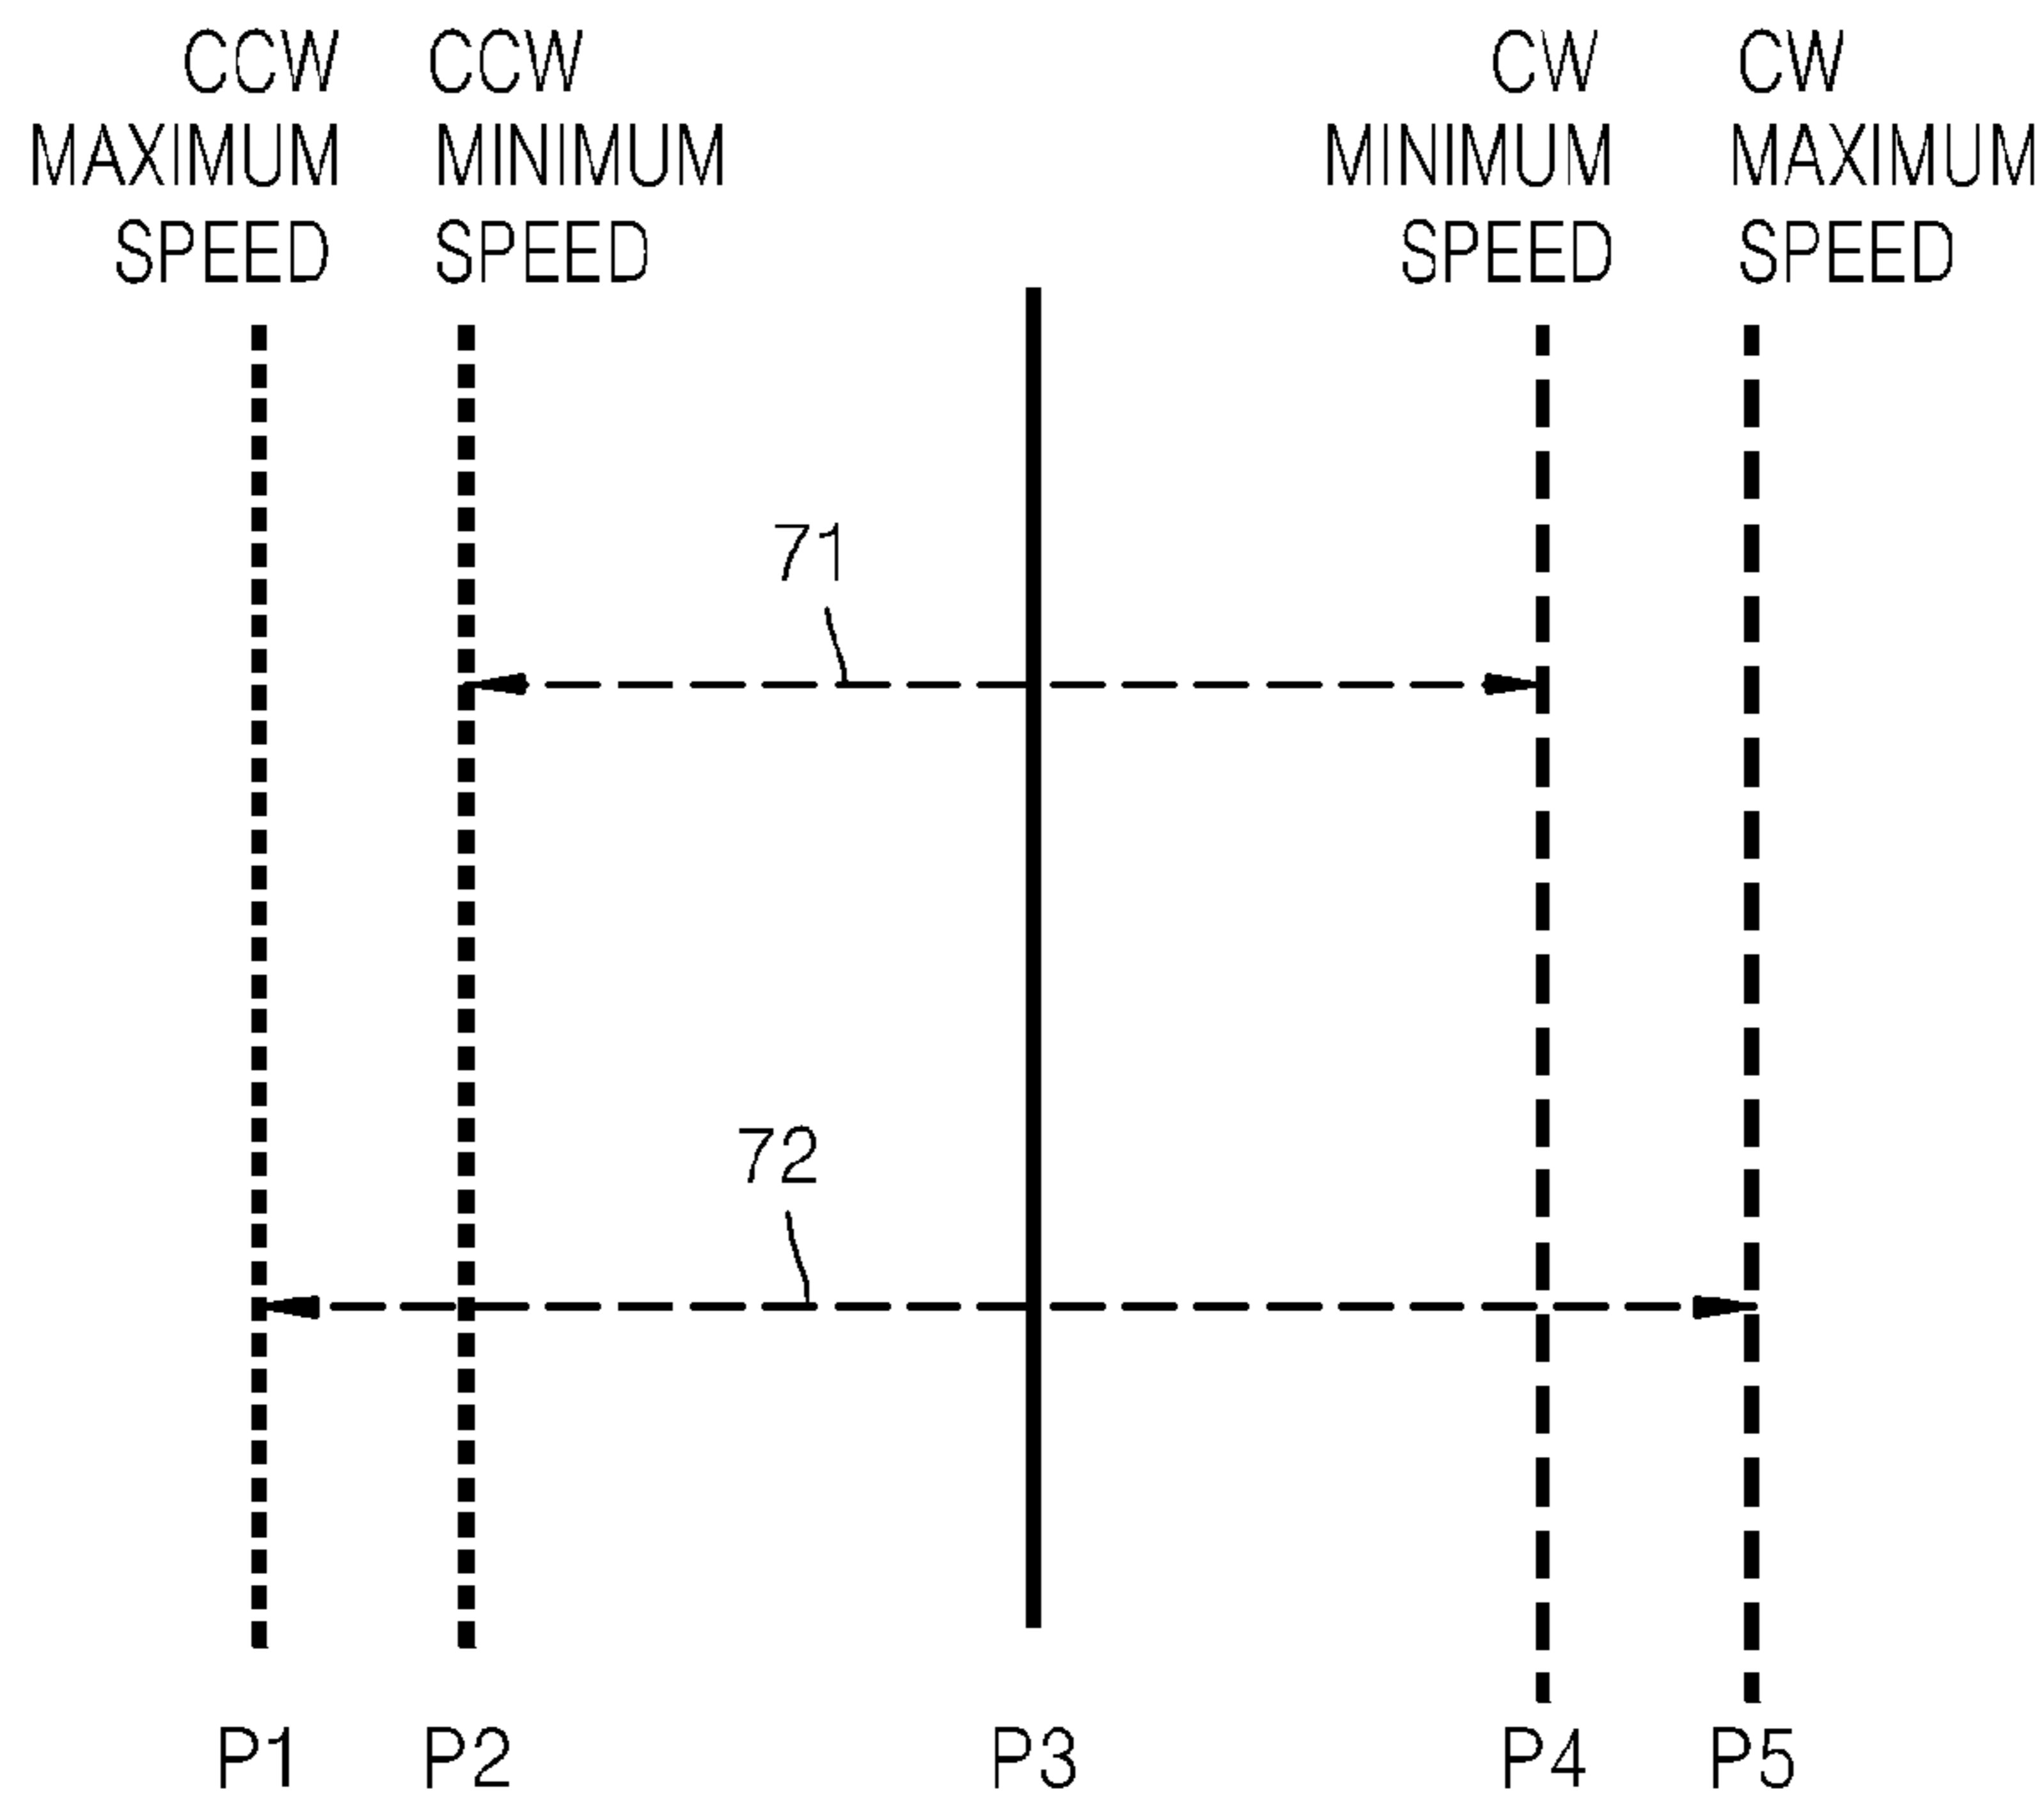 CCW
MAXIMUM
SPEED
CCW
MINIMUM
SPEED
CW
MINIMUM
SPEED
CW
MAXIMUM
SPEED
71
72
P1
P2
P3
P4
P5